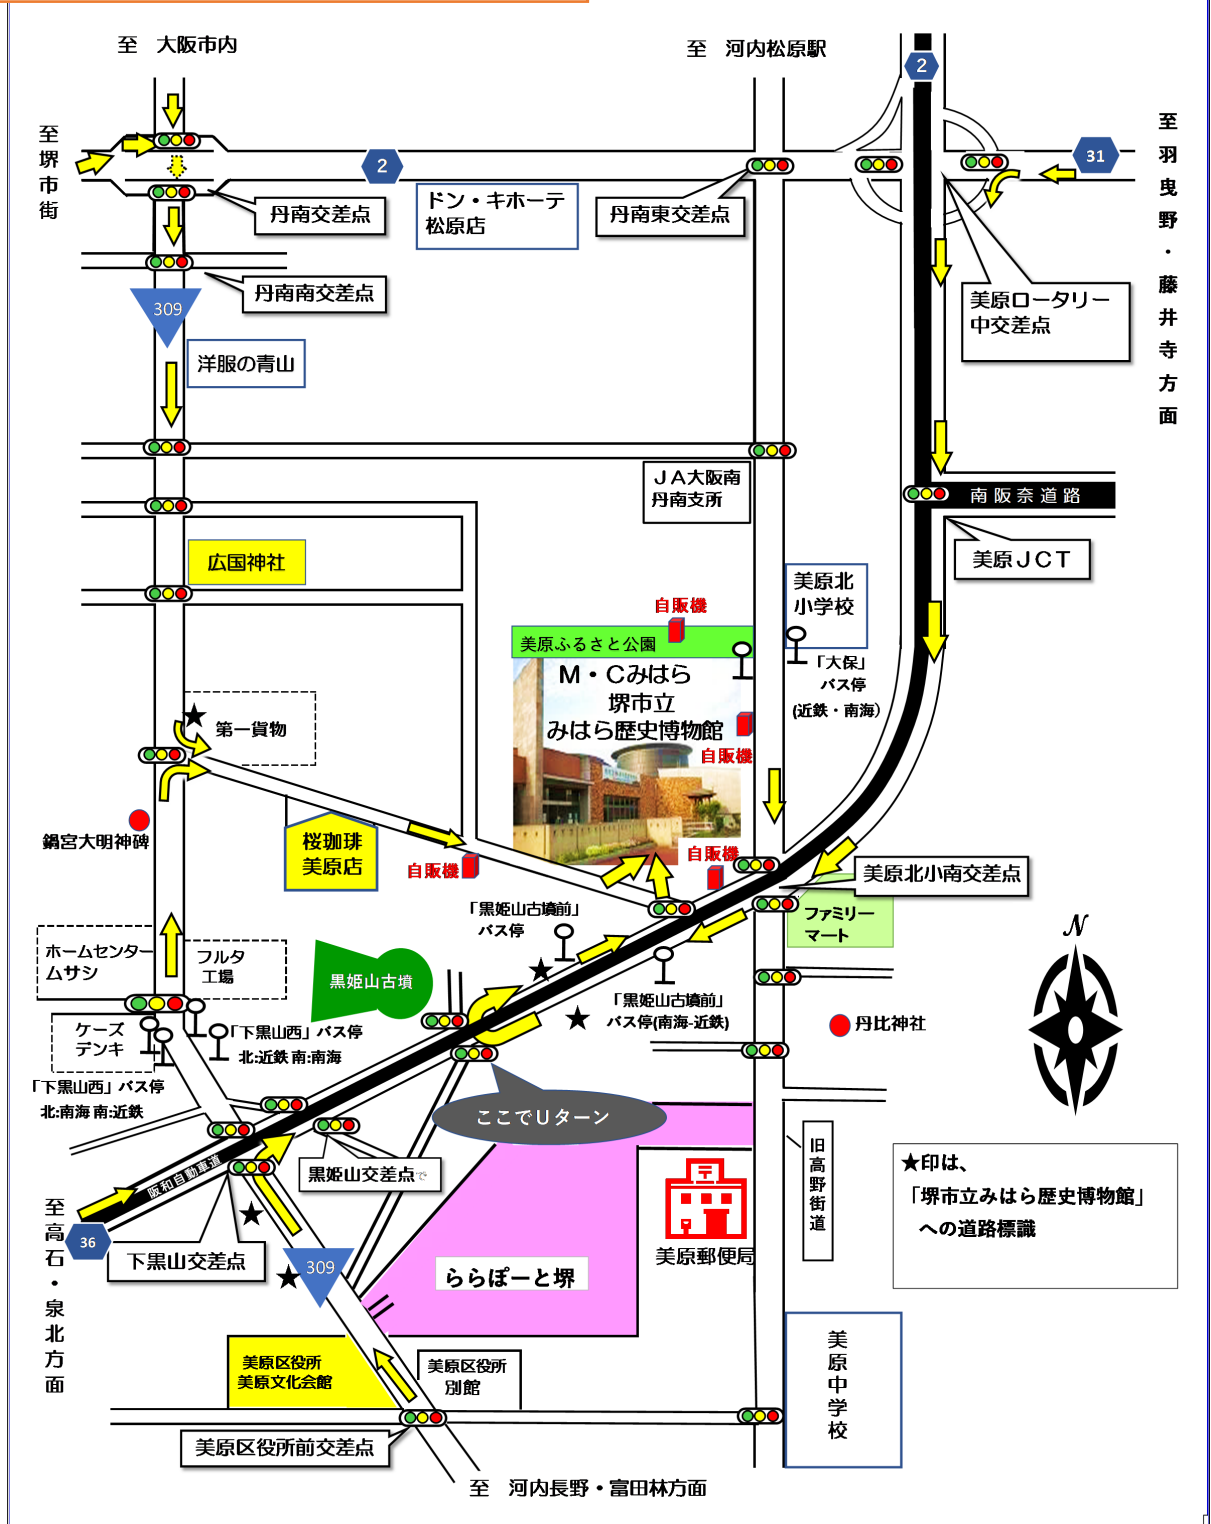 至　大阪市内
至　河内松原駅
2
至堺市街
至羽曳野・藤井寺方面
2
31
ドン・キホーテ
松原店
丹南交差点
丹南東交差点
丹南南交差点
309
美原ロータリー
中交差点
洋服の青山
ＪＡ大阪南
丹南支所
南阪奈道路
美原ＪＣＴ
広国神社
美原北
小学校
自販機
美原ふるさと公園
Ｍ・Ｃみはら
堺市立
みはら歴史博物館
「大保」
バス停
(近鉄・南海)
自販機
第一貨物
鍋宮大明神碑
桜珈琲
美原店
自販機
自販機
美原北小南交差点
ファミリー
マート
「黒姫山古墳前」
バス停
N
ホームセンター
ムサシ
フルタ
工場
黒姫山古墳
「黒姫山古墳前」
バス停(南海-近鉄)
丹比神社
ケーズ
デンキ
「下黒山西」バス停
北:近鉄 南:南海
「下黒山西」バス停
北:南海 南:近鉄
ここでＵターン
阪和自動車道
黒姫山交差点で
旧高野街道
★印は、
「堺市立みはら歴史博物館」
への道路標識
至高石・泉北方面
36
下黒山交差点
309
ららぽーと堺
美原郵便局
美原区役所
美原文化会館
美原区役所
別館
美原中学校
美原区役所前交差点
至　河内長野・富田林方面